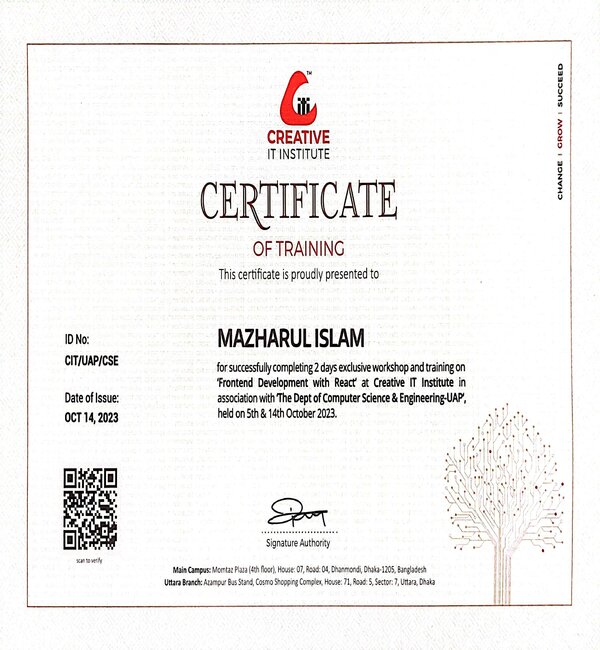 TM
iti
CREATIVE
IT INSTITUTE
CHANGE | GROW | SUCCEED
CERTIFICATE
OF TRAINING
This certificate is proudly presented to
ID No:
CIT/UAP/CSE
Date of Issue:
OCT 14, 2023
MAZHARUL ISLAM
for successfully completing 2 days exclusive workshop and training on
'Frontend Development with React' at Creative IT Institute in
association with 'The Dept of Computer Science & Engineering-UAP',
held on 5th & 14th October 2023.
scan to verify
Signature Authority
Main Campus: Momtaz Plaza (4th floor), House: 07, Road: 04, Dhanmondi, Dhaka-1205, Bangladesh
Uttara Branch: Azampur Bus Stand, Cosmo Shopping Complex, House: 71, Road: 5, Sector: 7, Uttara, Dhaka